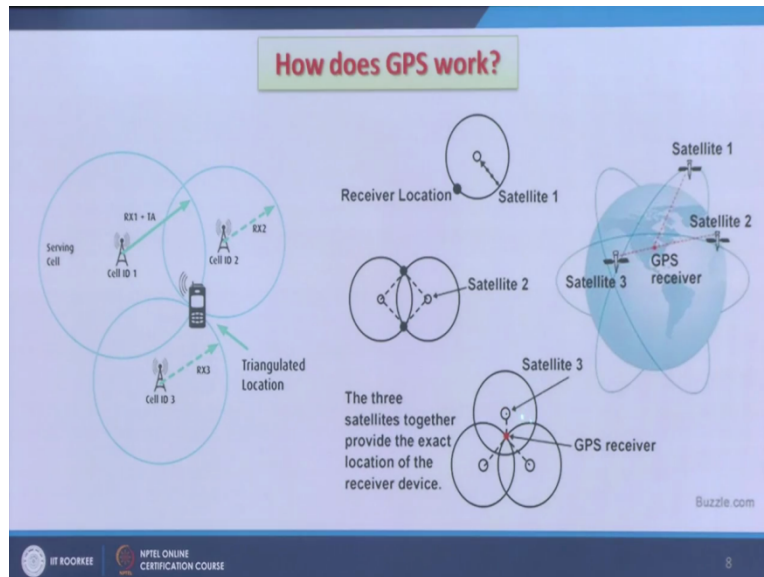 How does GPS work?
RX1 + TA
Serving
Cell
Cell ID 1
RX2
Cell ID 2
RX3
Cell ID 3
Triangulated
Location
Receiver Location
Satellite 1
Satellite 2
Satellite 3
The three
satellites together
provide the exact
location of the
receiver device.
GPS receiver
Satellite 1
Satellite 2
Satellite 3
GPS
receiver
Buzzle.com
IIT ROORKEE
NPTEL ONLINE
CERTIFICATION COURSE
8